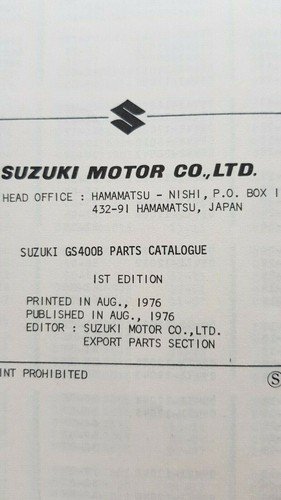 SUZUKI MOTOR CO.,LTD.
HEAD OFFICE : HAMAMATSU - NISHI, P.O. BOX 1
432-91 HAMAMATSU, JAPAN
SUZUKI GS400B PARTS CATALOGUE
1ST EDITION
PRINTED IN AUG., 1976
PUBLISHED IN AUG., 1976
EDITOR : SUZUKI MOTOR CO.,LTD.
EXPORT PARTS SECTION
INT PROHIBITED
S